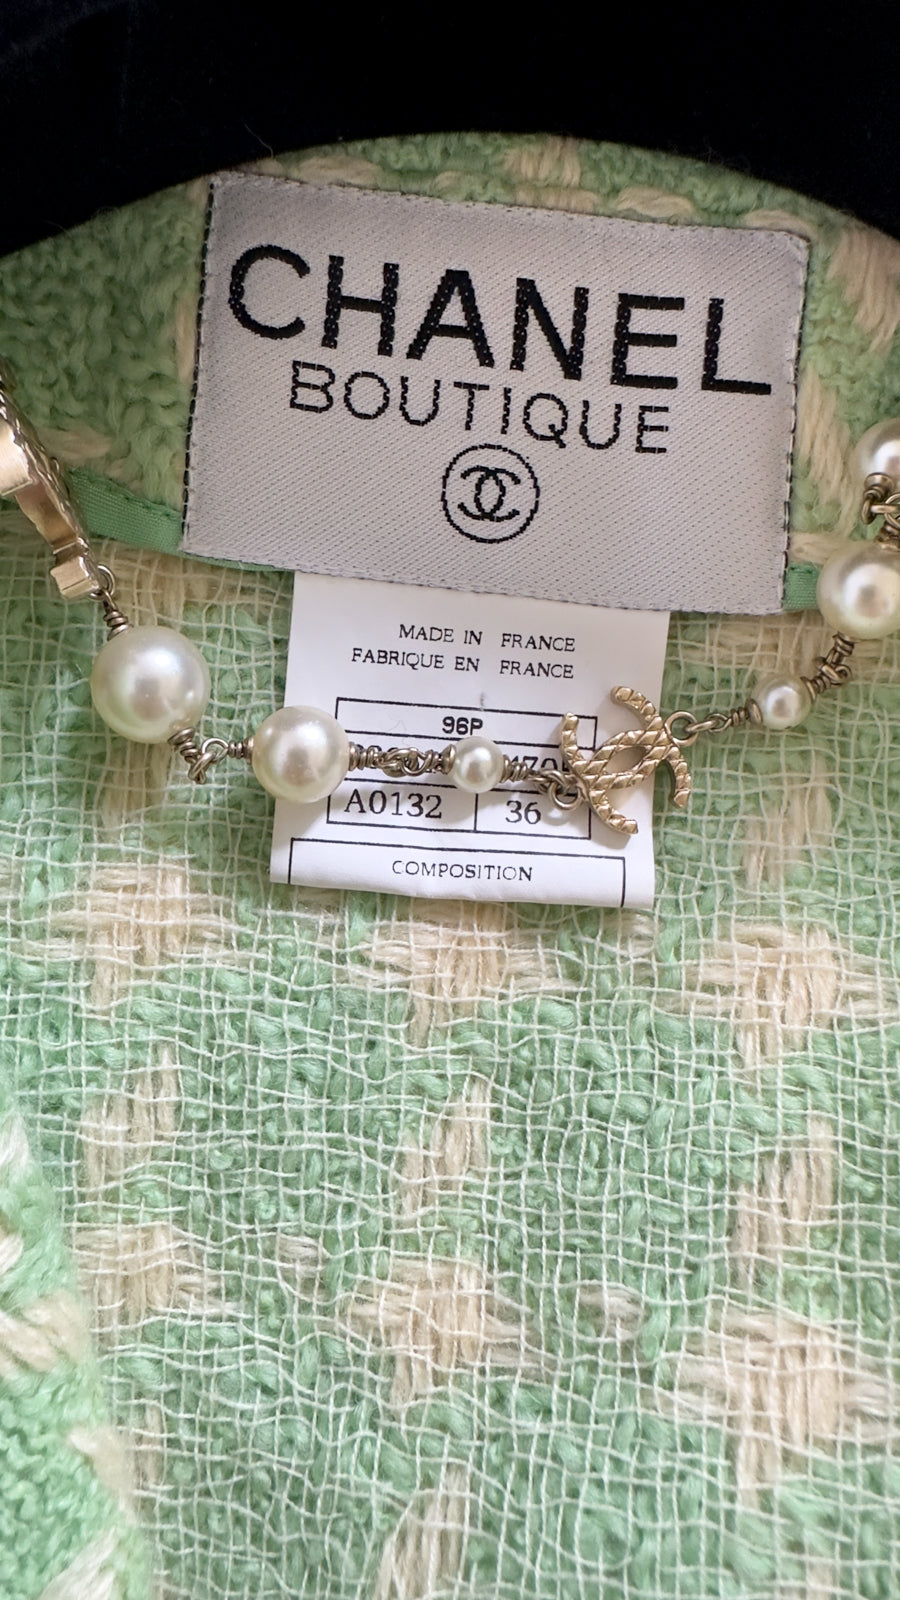 CHANEL
BOUTIQUE
MADE IN FRANCE
FABRIQUE EN FRANCE
96P
A0132 36
COMPOSITION